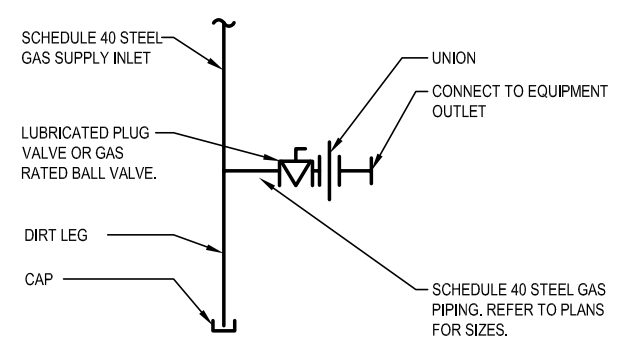 SCHEDULE 40 STEEL
GAS SUPPLY INLET
UNION
CONNECT TO EQUIPMENT
OUTLET
LUBRICATED PLUG
VALVE OR GAS
RATED BALL VALVE.
DIRT LEG
CAP
SCHEDULE 40 STEEL GAS
PIPING. REFER TO PLANS
FOR SIZES.